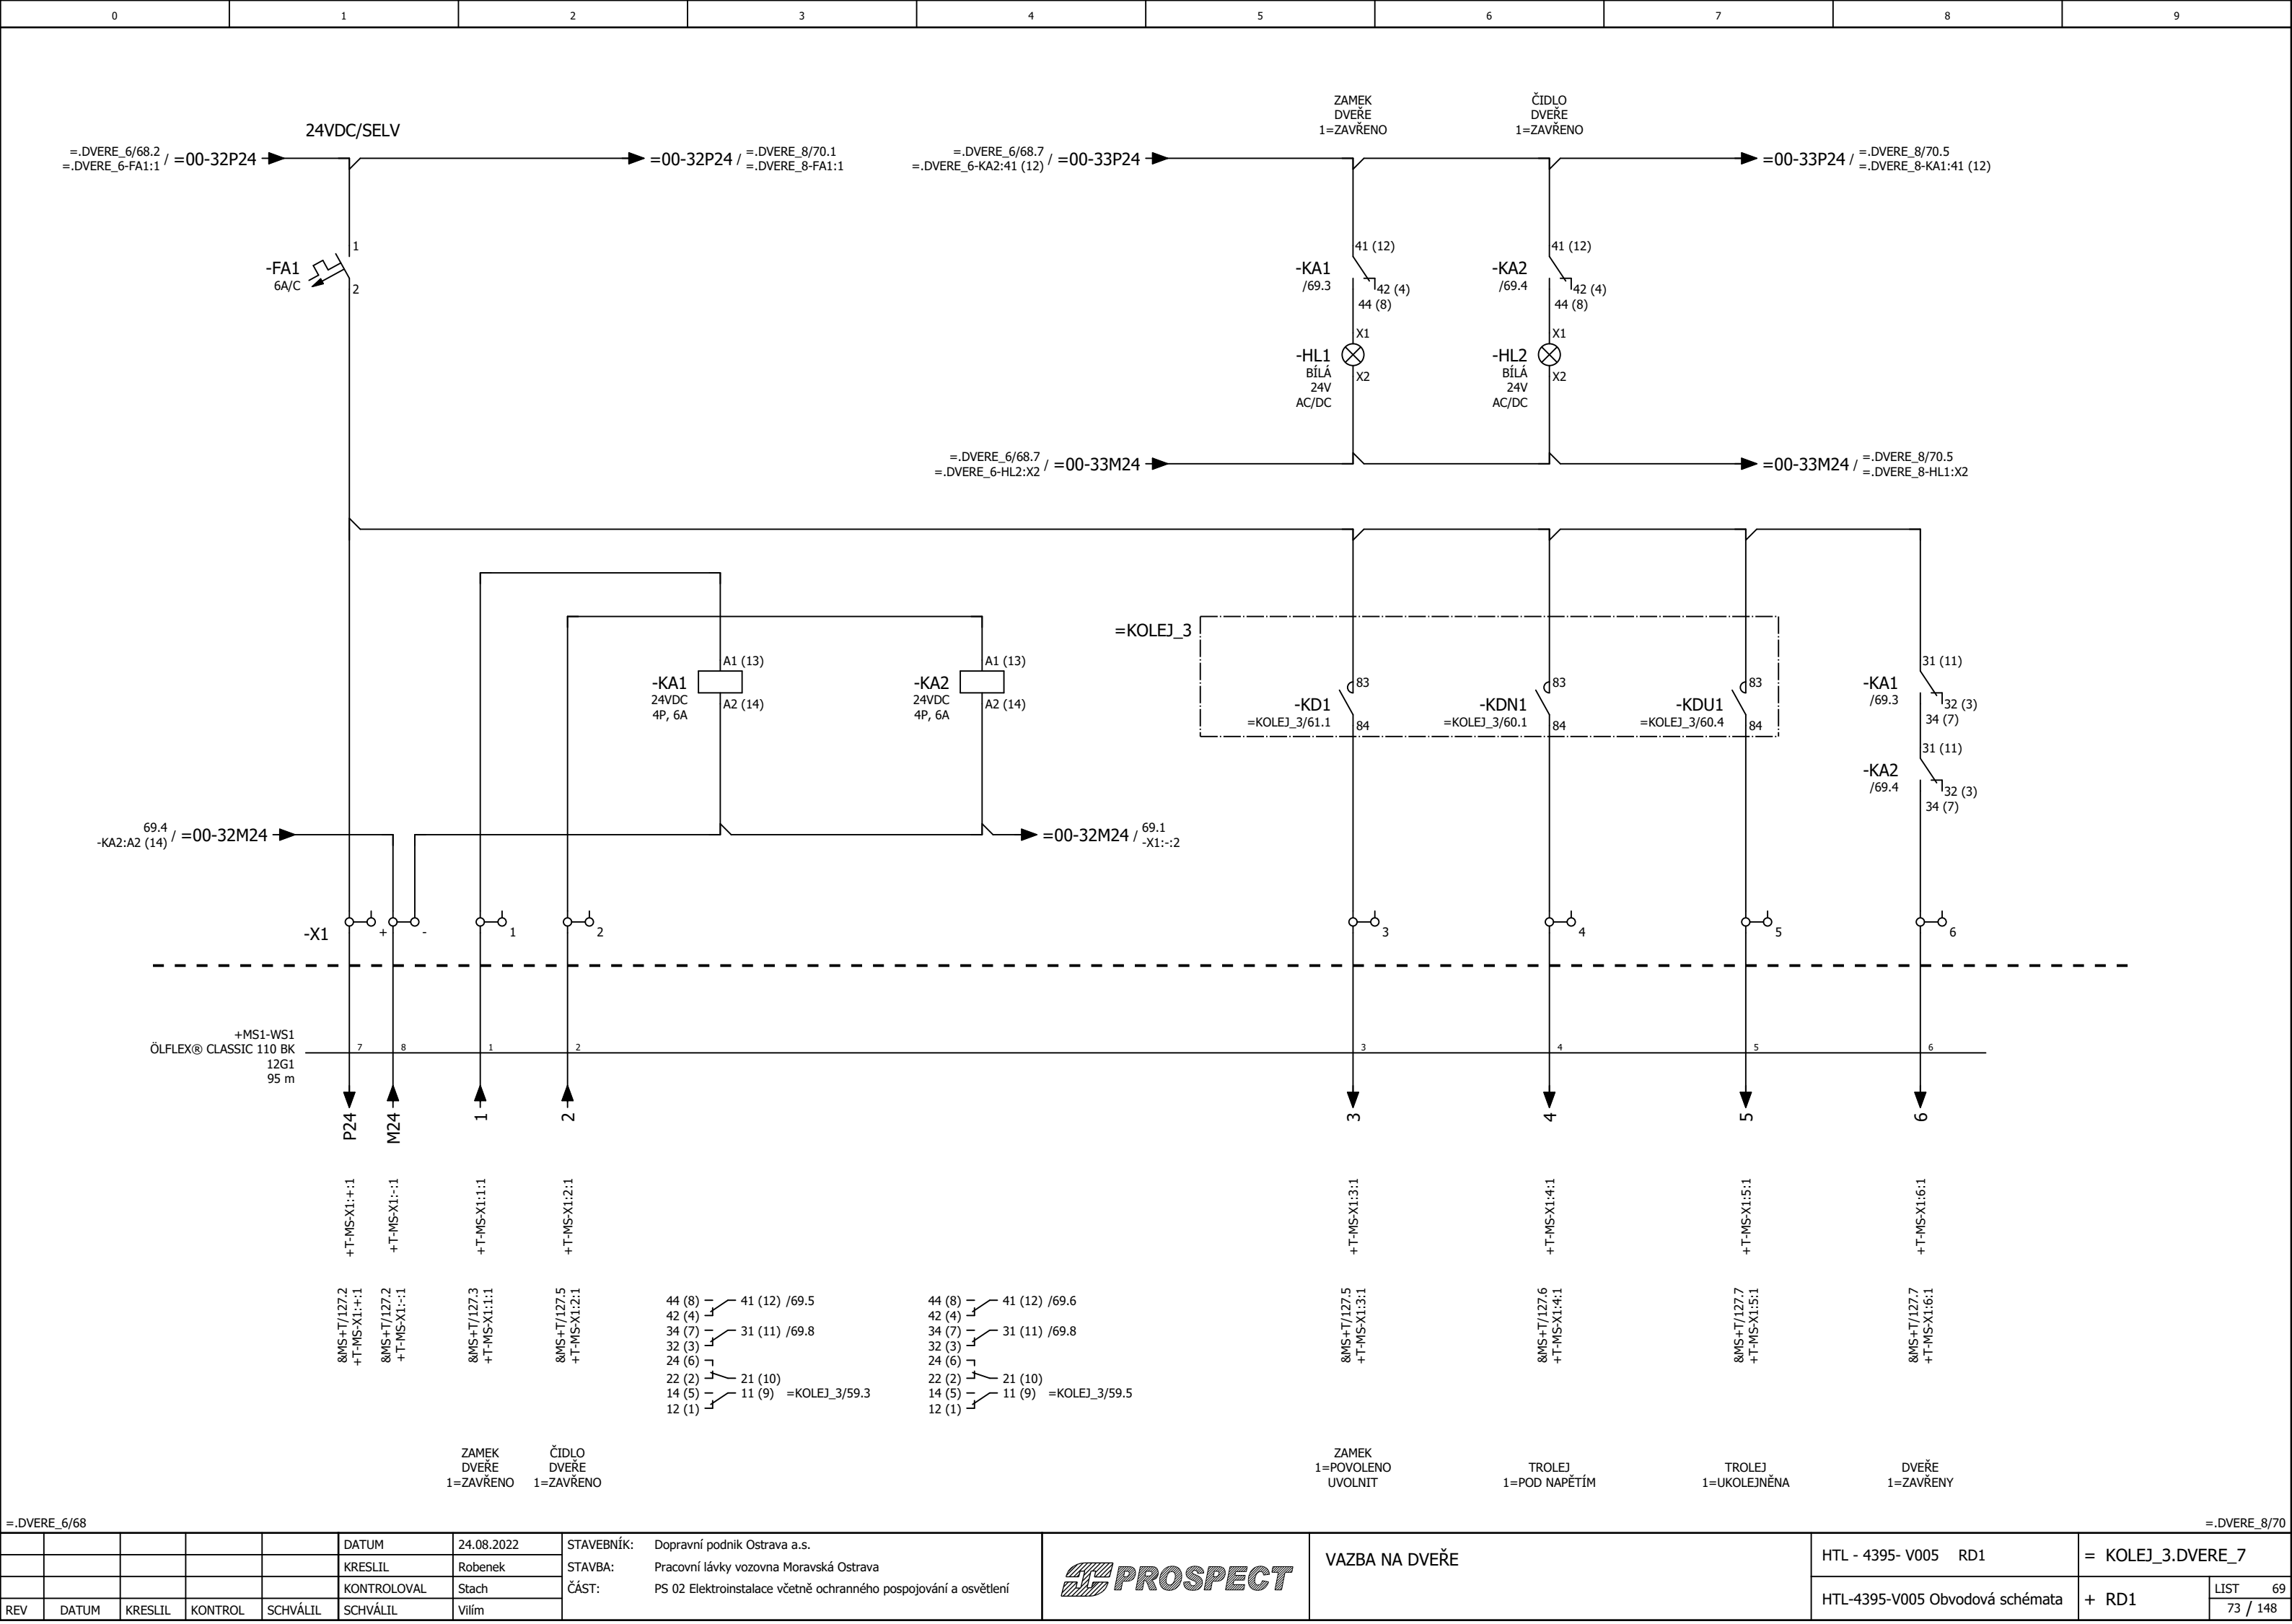 0 1 2 3 4 5 6 7 8 9
ZAMEK
DVEŘE
1=ZAVŘENO
ČIDLO
DVEŘE
1=ZAVŘENO
24VDC/SELV
=.DVERE_6/68.2
=.DVERE_6-FA1:1
/ =00-32P24
=00-32P24 /
=.DVERE_8/70.1
=.DVERE_8-FA1:1
=.DVERE_6/68.7
=.DVERE_6-KA2:41 (12)
/ =00-33P24
=00-33P24 /
=.DVERE_8/70.5
=.DVERE_8-KA1:41 (12)
1
-FA1
6A/C
2
41 (12)
-KA1
/69.3
42 (4)
44 (8)
X1
-HL1
BÍLÁ
24V
AC/DC
X2
41 (12)
-KA2
/69.4
42 (4)
44 (8)
X1
-HL2
BÍLÁ
24V
AC/DC
X2
=.DVERE_6/68.7
=.DVERE_6-HL2:X2
/ =00-33M24
=00-33M24 /
=.DVERE_8/70.5
=.DVERE_8-HL1:X2
=KOLEJ_3
A1 (13)
-KA1
24VDC
4P, 6A
A2 (14)
A1 (13)
-KA2
24VDC
4P, 6A
A2 (14)
83
-KD1
=KOLEJ_3/61.1
84
83
-KDN1
=KOLEJ_3/60.1
84
83
-KDU1
=KOLEJ_3/60.4
84
31 (11)
-KA1
/69.3
32 (3)
34 (7)
31 (11)
-KA2
/69.4
32 (3)
34 (7)
69.4
-KA2:A2 (14)
/ =00-32M24
=00-32M24 /
69.1
-X1:-:2
-X1
+ - 1 2 3 4 5 6
+MS1-WS1
ÖLFLEX® CLASSIC 110 BK
12G1
95 m
7 8 1 2 3 4 5 6
P24
M24
1
2
3
4
5
6
+T-MS-X1:+:1
+T-MS-X1:-:1
+T-MS-X1:1:1
+T-MS-X1:2:1
+T-MS-X1:3:1
+T-MS-X1:4:1
+T-MS-X1:5:1
+T-MS-X1:6:1
&MS+T/127.2
+T-MS-X1:+:1
&MS+T/127.2
+T-MS-X1:-:1
&MS+T/127.3
+T-MS-X1:1:1
&MS+T/127.5
+T-MS-X1:2:1
44 (8) 41 (12) /69.5
42 (4)
34 (7) 31 (11) /69.8
32 (3)
24 (6)
22 (2) 21 (10)
14 (5) 11 (9) =KOLEJ_3/59.3
12 (1)
44 (8) 41 (12) /69.6
42 (4)
34 (7) 31 (11) /69.8
32 (3)
24 (6)
22 (2) 21 (10)
14 (5) 11 (9) =KOLEJ_3/59.5
12 (1)
&MS+T/127.5
+T-MS-X1:3:1
&MS+T/127.6
+T-MS-X1:4:1
&MS+T/127.7
+T-MS-X1:5:1
&MS+T/127.7
+T-MS-X1:6:1
ZAMEK
DVEŘE
1=ZAVŘENO
ČIDLO
DVEŘE
1=ZAVŘENO
ZAMEK
1=POVOLENO
UVOLNIT
TROLEJ
1=POD NAPĚTÍM
TROLEJ
1=UKOLEJNĚNA
DVEŘE
1=ZAVŘENY
=.DVERE_6/68
=.DVERE_8/70
DATUM 24.08.2022
KRESLIL Robenek
KONTROLOVAL Stach
REV DATUM KRESLIL KONTROL SCHVÁLIL SCHVÁLIL Vilím
STAVEBNÍK: Dopravní podnik Ostrava a.s.
STAVBA: Pracovní lávky vozovna Moravská Ostrava
ČÁST: PS 02 Elektroinstalace včetně ochranného pospojování a osvětlení
PROSPECT
VAZBA NA DVEŘE
HTL - 4395- V005 RD1
HTL-4395-V005 Obvodová schémata
= KOLEJ_3.DVERE_7
+ RD1
LIST 69
73 / 148